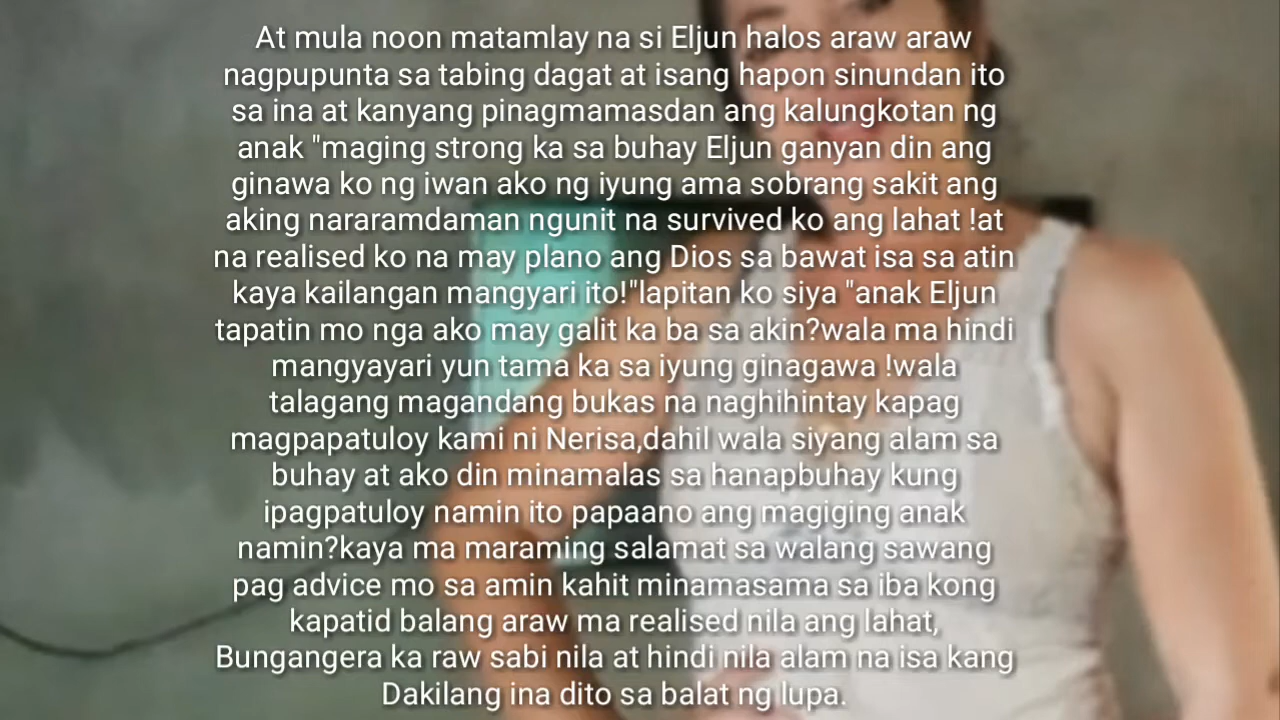 At mula noon matamlay na si Eljun halos araw araw
nagpupunta sa tabing dagat at isang hapon sinundan ito
sa ina at kanyang pinagmamasdan ang kalungkotan ng
anak "maging strong ka sa buhay Eljun ganyan din ang
ginawa ko ng iwan ako ng iyung ama sobrang sakit ang
aking nararamdaman ngunit na survived ko ang lahat !at
na realised ko na may plano ang Dios sa bawat isa sa atin
kaya kailangan mangyari ito!"lapitan ko siya "anak Eljun
tapatin mo nga ako may galit ka ba sa akin?wala ma hindi
mangyayari yun tama ka sa iyung ginagawa !wala
talagang magandang bukas na naghihintay kapag
magpapatuloy kami ni Nerisa,dahil wala siyang alam sa
buhay at ako din minamalas sa hanapbuhay kung
ipagpatuloy namin ito papaano ang magiging anak
namin?kaya ma maraming salamat sa walang sawang
pag advice mo sa amin kahit minamasama sa iba kong
kapatid balang araw ma realised nila ang lahat,
Bungangera ka raw sabi nila at hindi nila alam na isa kang
Dakilang ina dito sa balat ng lupa.